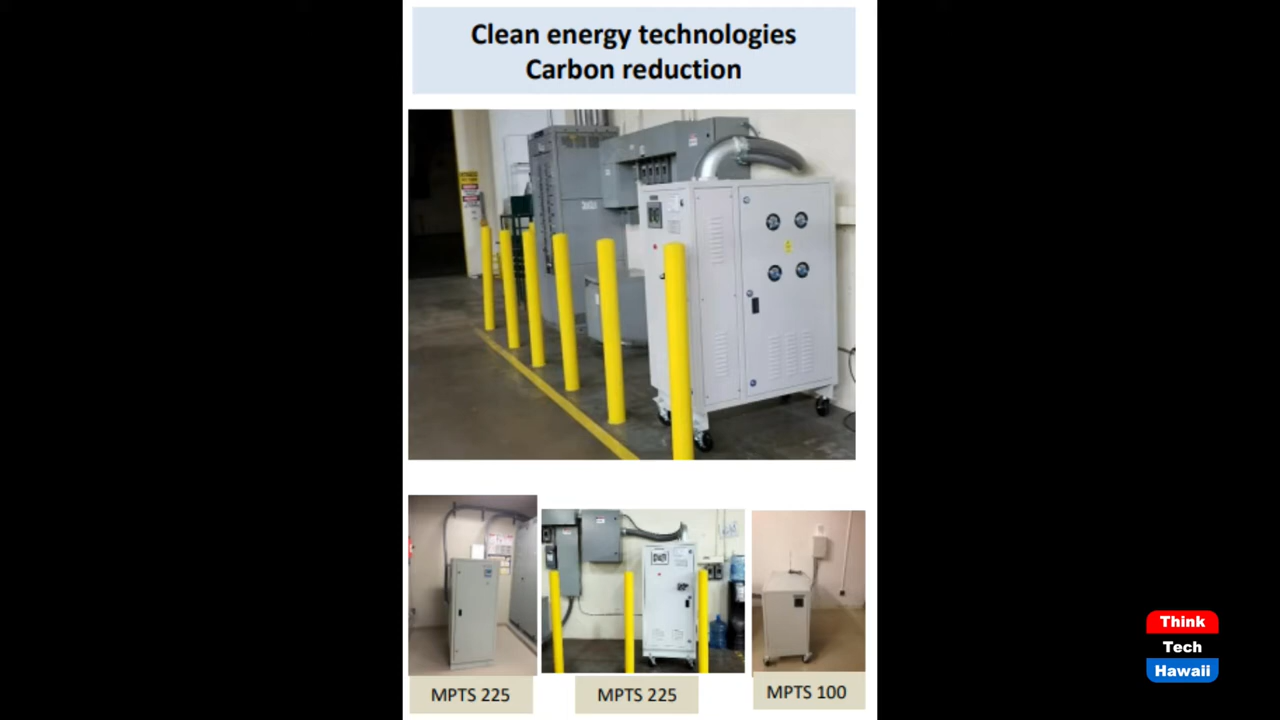 Clean energy technologies
Carbon reduction
MPTS 225
MPTS 225
MPTS 100
Think
Tech
Hawaii